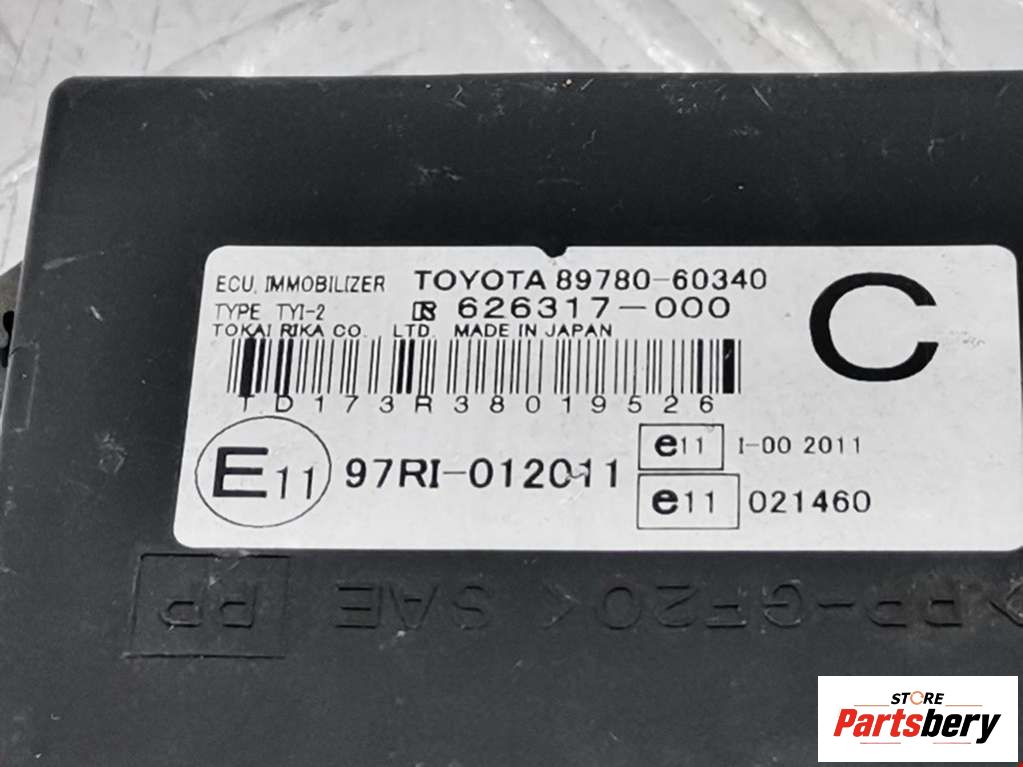 ECU, IMMOBILIZER TOYOTA 89780-60340
TYPE TYI-2 626317-000
TOKAI RIKA CO. LTD. MADE IN JAPAN
C
TD173R38019526
E11 97RI-012011
e11 I-00 2011
e11 021460
>PP-GF20< SAE PP
STORE
Partsbery